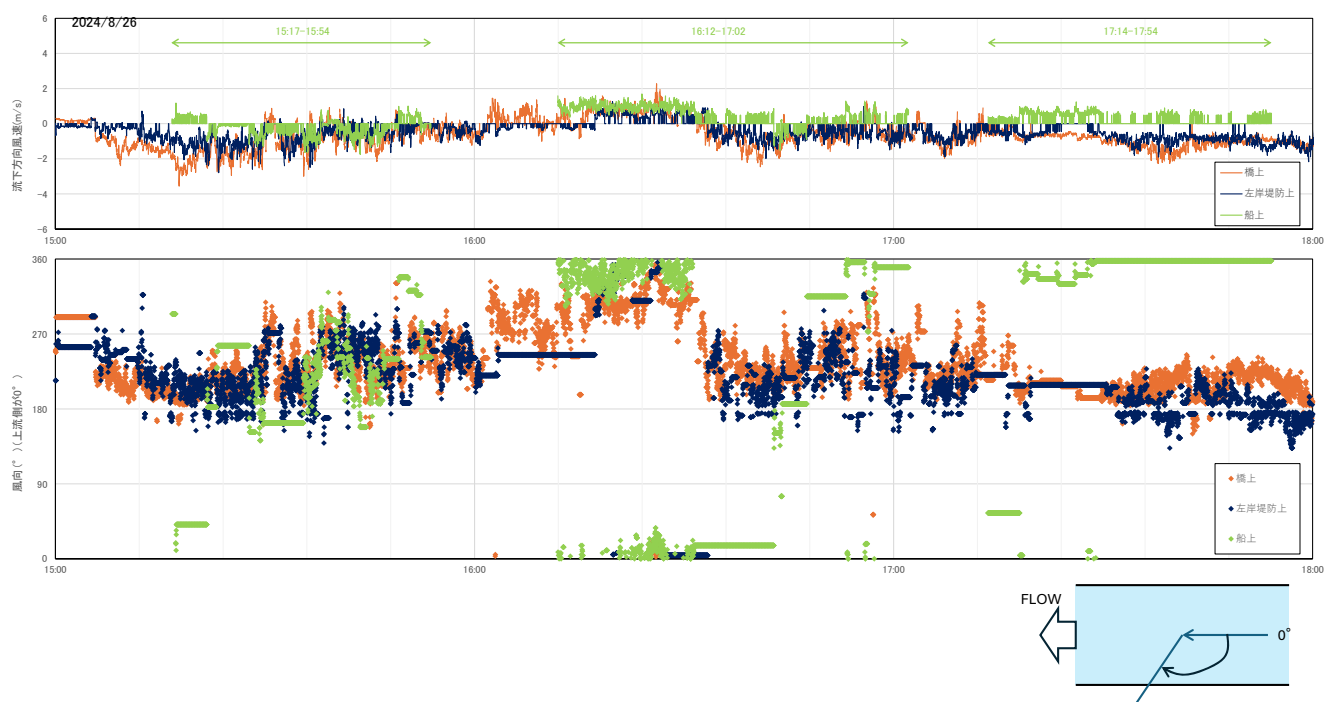 2024/8/26
15:17-15:54
16:12-17:02
17:14-17:54
流下方向風速(m/s)
6
4
2
0
-2
-4
-6
橋上
左岸堤防上
船上
15:00
16:00
17:00
18:00
風向(°)(上流側が0°)
360
270
180
90
0
橋上
左岸堤防上
船上
15:00
16:00
17:00
18:00
FLOW
0°